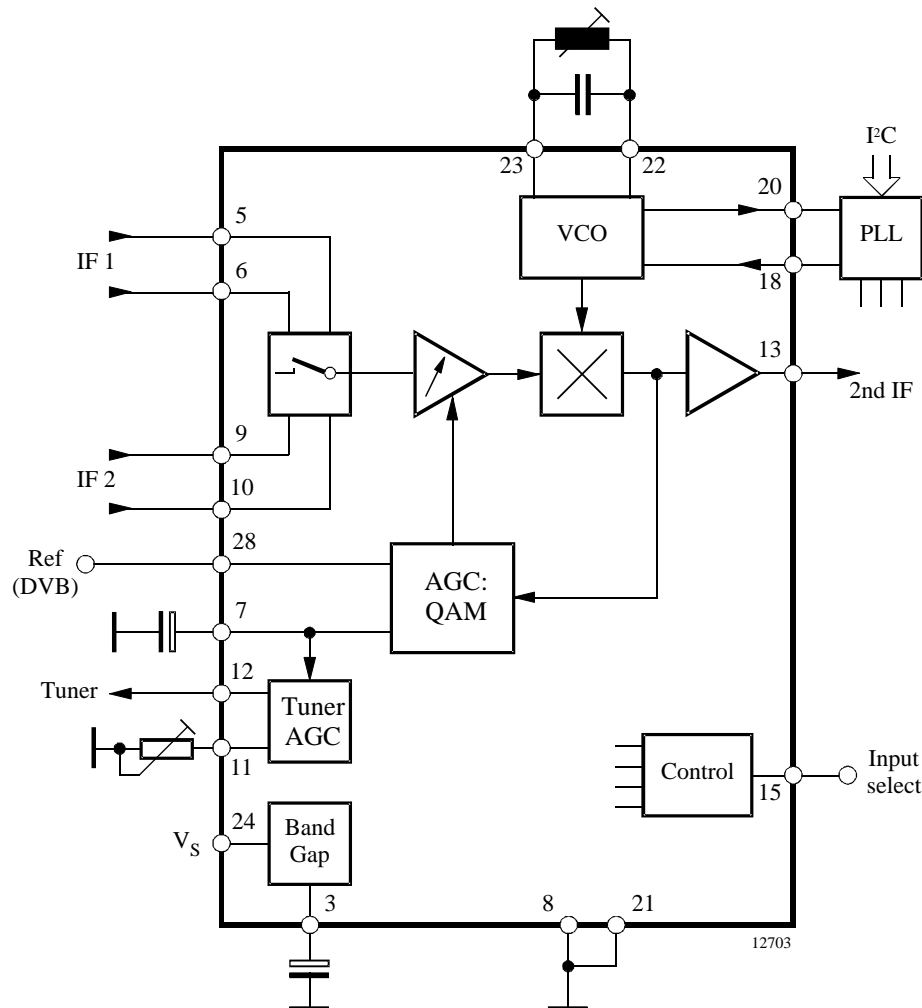 I²C
23
22
20
5
VCO
PLL
IF 1
6
18
13
2nd IF
9
IF 2
10
28
Ref
(DVB)
AGC:
QAM
7
12
Tuner
Tuner
AGC
11
Control
Input
select
15
24
Band
Gap
VS
3
8
21
12703